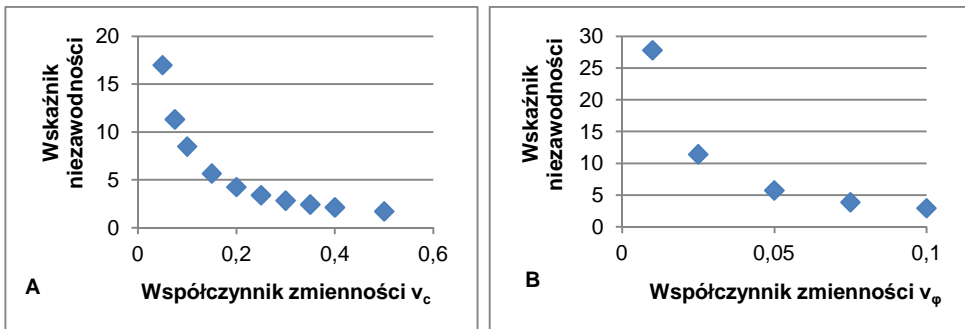 Wskaźnik
niezawodności
20
15
10
5
0
0
0,2
0,4
0,6
Współczynnik zmienności vc
A
Wskaźnik
niezawodności
30
25
20
15
10
5
0
0
0,05
0,1
Współczynnik zmienności vφ
B